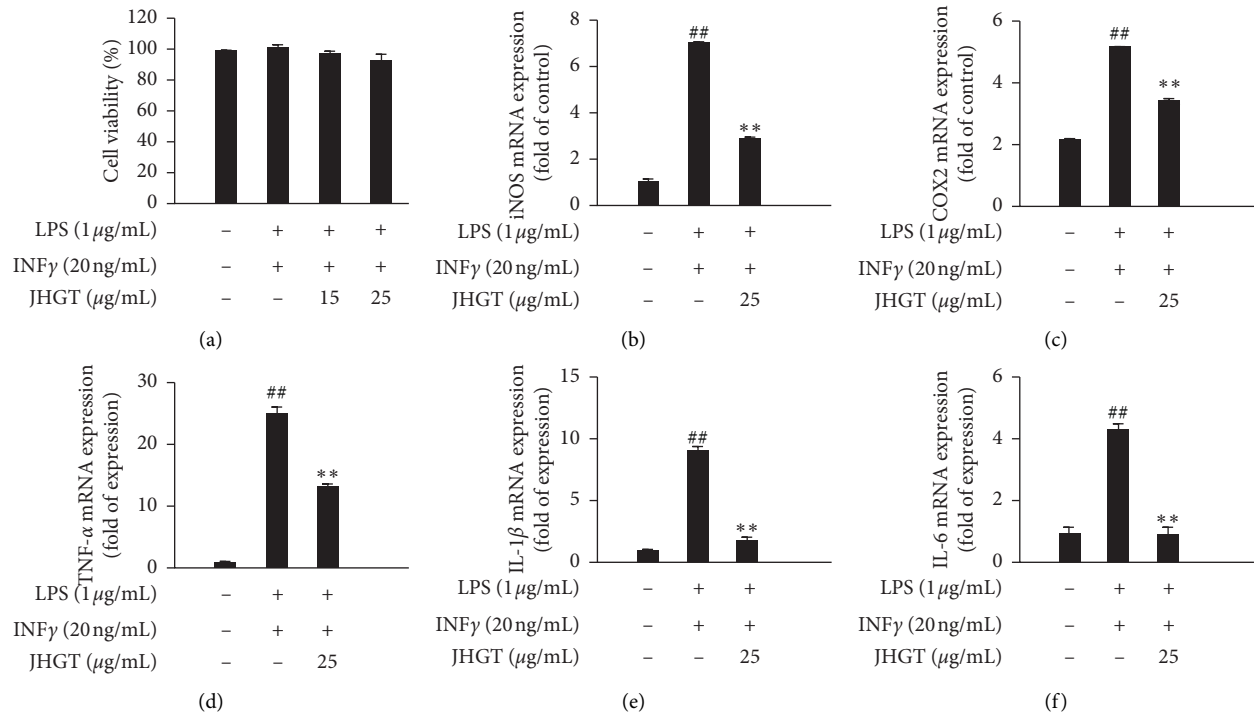 120
100
80
60
40
20
0
Cell viability (%)
LPS (1 μg/mL) – + + +
INFγ (20 ng/mL) – + + +
JHGT (μg/mL) – – 15 25
(a)
8
6
4
2
0
iNOS mRNA expression
(fold of control)
##
**
LPS (1 μg/mL) – + +
INFγ (20 ng/mL) – + +
JHGT (μg/mL) – – 25
(b)
6
4
2
0
COX2 mRNA expression
(fold of control)
##
**
LPS (1 μg/mL) – + +
INFγ (20 ng/mL) – + +
JHGT (μg/mL) – – 25
(c)
30
20
10
0
TNF-α mRNA expression
(fold of expression)
##
**
LPS (1 μg/mL) – + +
INFγ (20 ng/mL) – + +
JHGT (μg/mL) – – 25
(d)
15
10
5
0
IL-1β mRNA expression
(fold of expression)
##
**
LPS (1 μg/mL) – + +
INFγ (20 ng/mL) – + +
JHGT (μg/mL) – – 25
(e)
6
4
2
0
IL-6 mRNA expression
(fold of expression)
##
**
LPS (1 μg/mL) – + +
INFγ (20 ng/mL) – + +
JHGT (μg/mL) – – 25
(f)